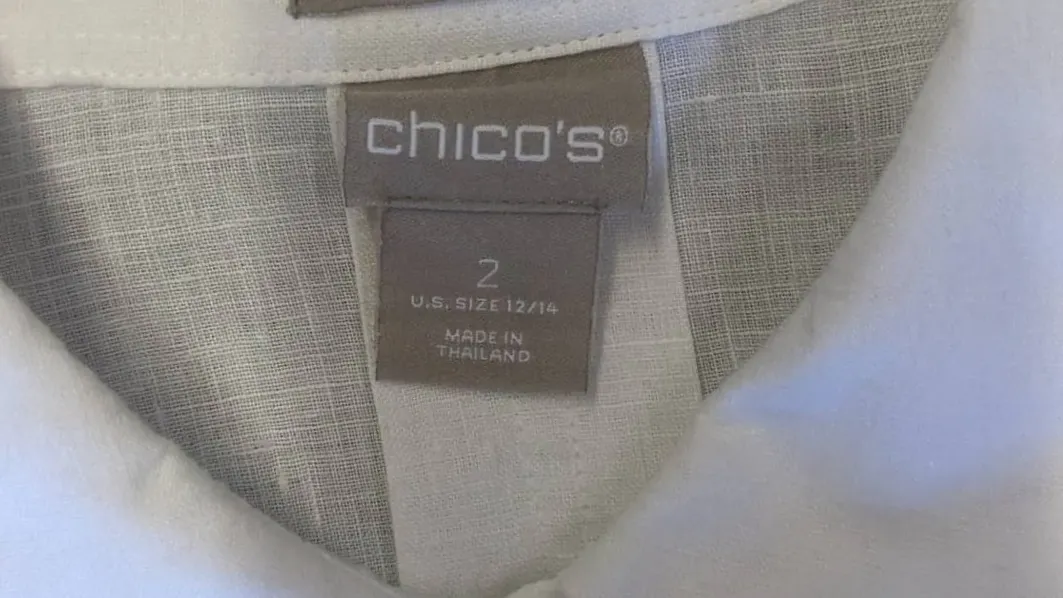 chico's®
2
U.S. SIZE 12/14
MADE IN
THAILAND